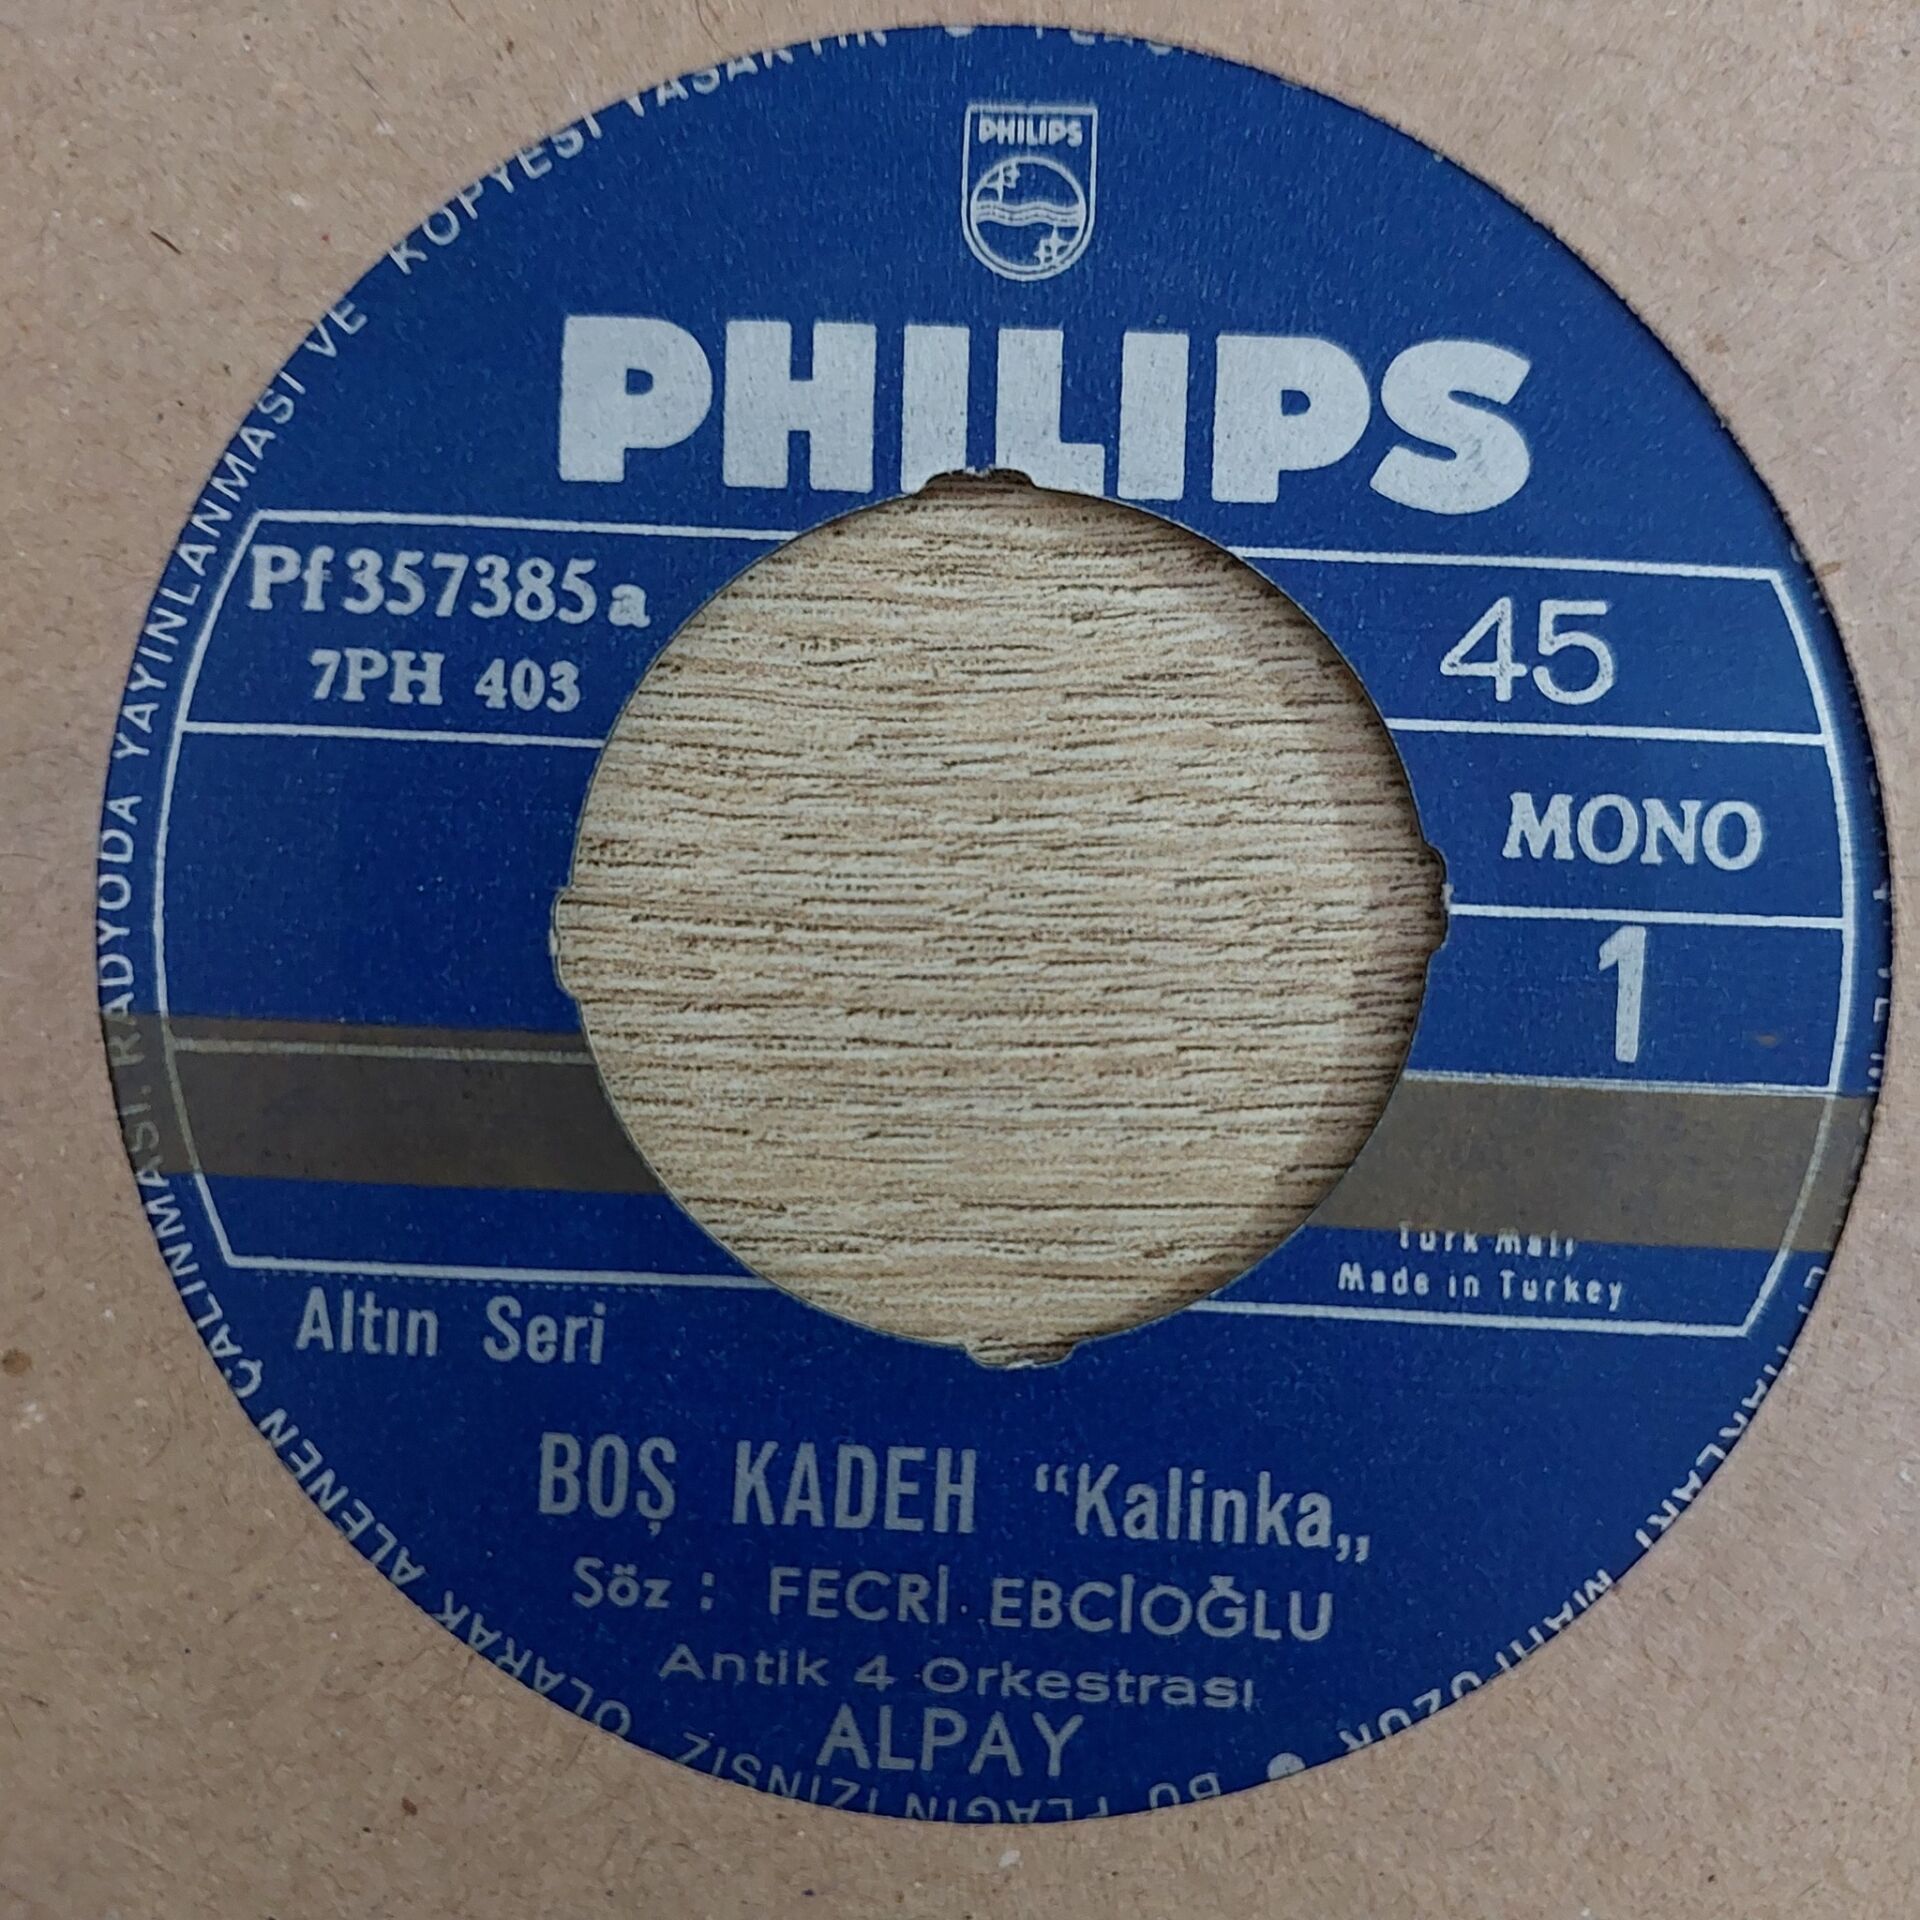 PHILIPS
PHILIPS
Pf 357385 a
7PH 403
45
MONO
1
Türk Malı
Made in Turkey
Altın Seri
BOŞ KADEH “Kalinka„
Söz : FECRİ EBCİOĞLU
Antik 4 Orkestrası
ALPAY
BU PLAĞIN İZİNSİZ OLARAK ALENEN ÇALINMASI. RADYODA YAYINLANMASI VE KOPYESİ YASAKTIR
MAHFUZDUR